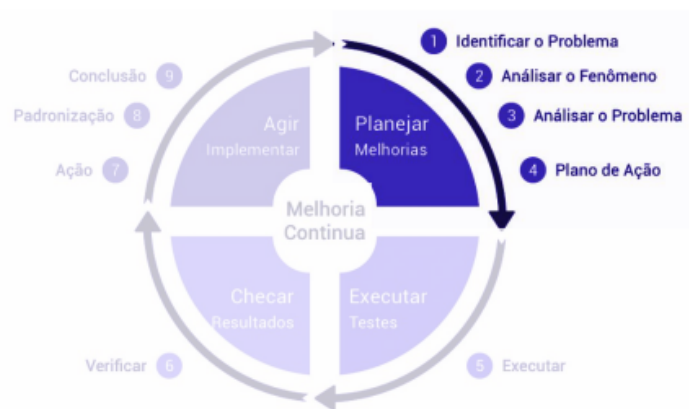 1 Identificar o Problema
2 Análisar o Fenômeno
3 Análisar o Problema
4 Plano de Ação
5 Executar
6 Verificar
7 Ação
8 Padronização
9 Conclusão
Agir
Implementar
Planejar
Melhorias
Melhoria
Continua
Checar
Resultados
Executar
Testes